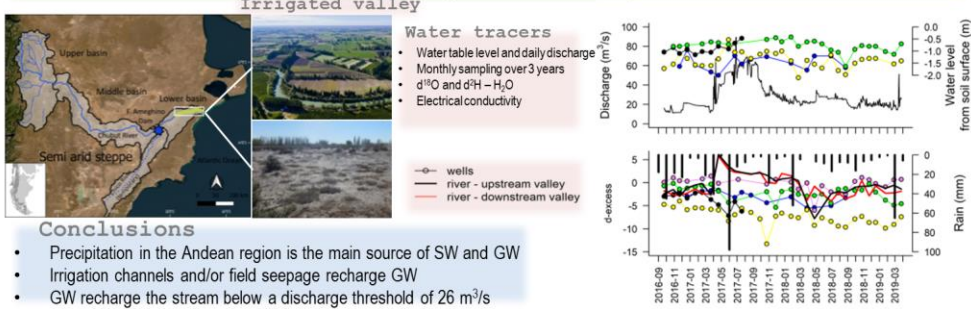 Irrigated valley
Upper basin
Middle basin
Lower basin
F. Ameghino
Dam
Chubut River
Semi arid steppe
Water tracers
• Water table level and daily discharge
• Monthly sampling over 3 years
• d18O and d2H – H2O
• Electrical conductivity
wells
river - upstream valley
river - downstream valley
Conclusions
• Precipitation in the Andean region is the main source of SW and GW
• Irrigation channels and/or field seepage recharge GW
• GW recharge the stream below a discharge threshold of 26 m3/s
Discharge (m3/s)
100
80
60
40
20
0
0.0
-0.5
-1.0
-1.5
-2.0
Water level
from soil surface (m)
d-excess
5
0
-5
-10
-15
0
20
40
60
80
100
Rain (mm)
2016-09
2016-11
2017-01
2017-03
2017-05
2017-07
2017-09
2017-11
2018-01
2018-03
2018-05
2018-07
2018-09
2018-11
2019-01
2019-03